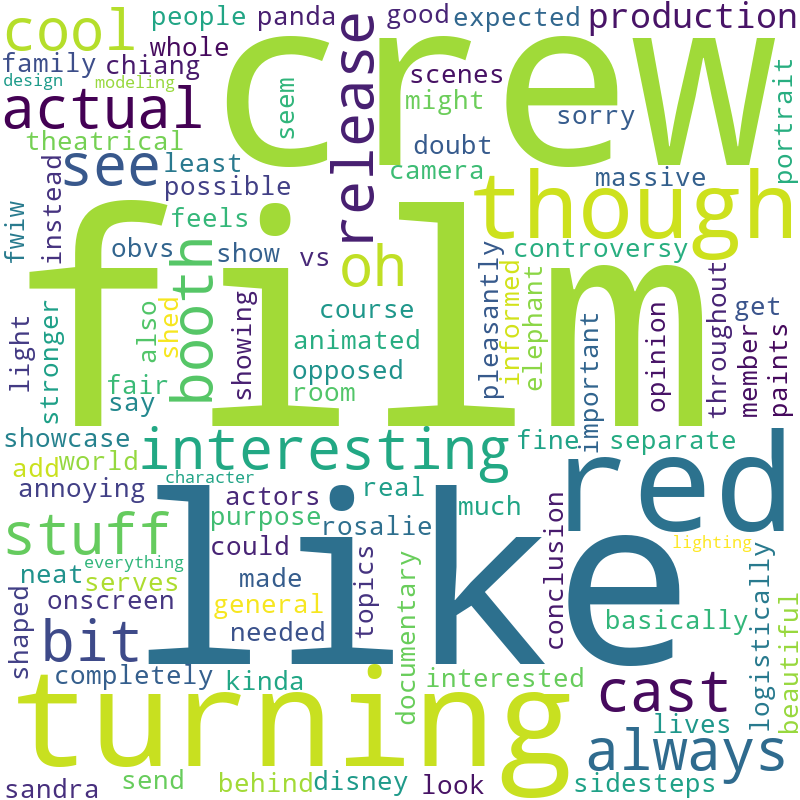 cool
people
panda
good
expected
production
crew
family
chiang
whole
release
scenes
design
modeling
actual
seem
might
sorry
portrait
theatrical
see
least
doubt
camera
possible
massive
instead
fwiw
feels
though
obvs
booth
show
vs
oh
controversy
film
light
stronger
also
shed
showing
course
animated
opposed
room
pleasantly
informed
elephant
important
opinion
throughout
get
member
paints
fair
say
showcase
interesting
fine
separate
add
world
annoying
character
actors
real
much
red
stuff
purpose
rosalie
conclusion
like
could
topics
lighting
everything
neat
serves
made
documentary
logistically
beautiful
shaped
onscreen
general
basically
bit
needed
completely
kinda
interested
cast
turning
lives
always
sandra
send
behind
disney
look
sidesteps